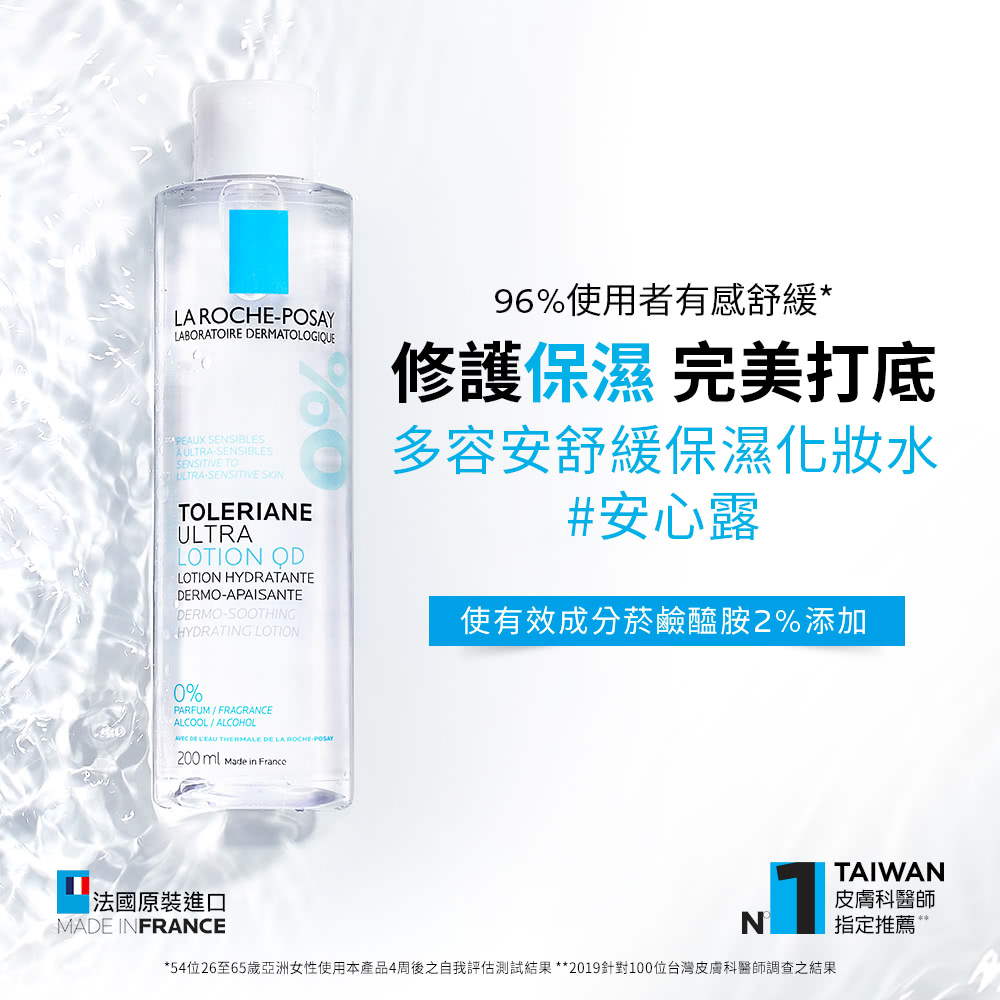 LA ROCHE-POSAY
LABORATOIRE DERMATOLOGIQUE
0%
PEAUX SENSIBLES
À ULTRA-SENSIBLES
SENSITIVE TO
ULTRA-SENSITIVE SKIN
TOLERIANE
ULTRA
LOTION QD
LOTION HYDRATANTE
DERMO-APAISANTE
DERMO-SOOTHING
HYDRATING LOTION
0%
PARFUM / FRAGRANCE
ALCOOL / ALCOHOL
AVEC DE L'EAU THERMALE DE LA ROCHE-POSAY
200 ml Made in France
96%使用者有感舒緩*
修護保濕 完美打底
多容安舒緩保濕化妝水
#安心露
使有效成分菸鹼醯胺2%添加
法國原裝進口
MADE IN FRANCE
N°1 TAIWAN
皮膚科醫師
指定推薦**
*54位26至65歲亞洲女性使用本產品4周後之自我評估測試結果 **2019針對100位台灣皮膚科醫師調查之結果